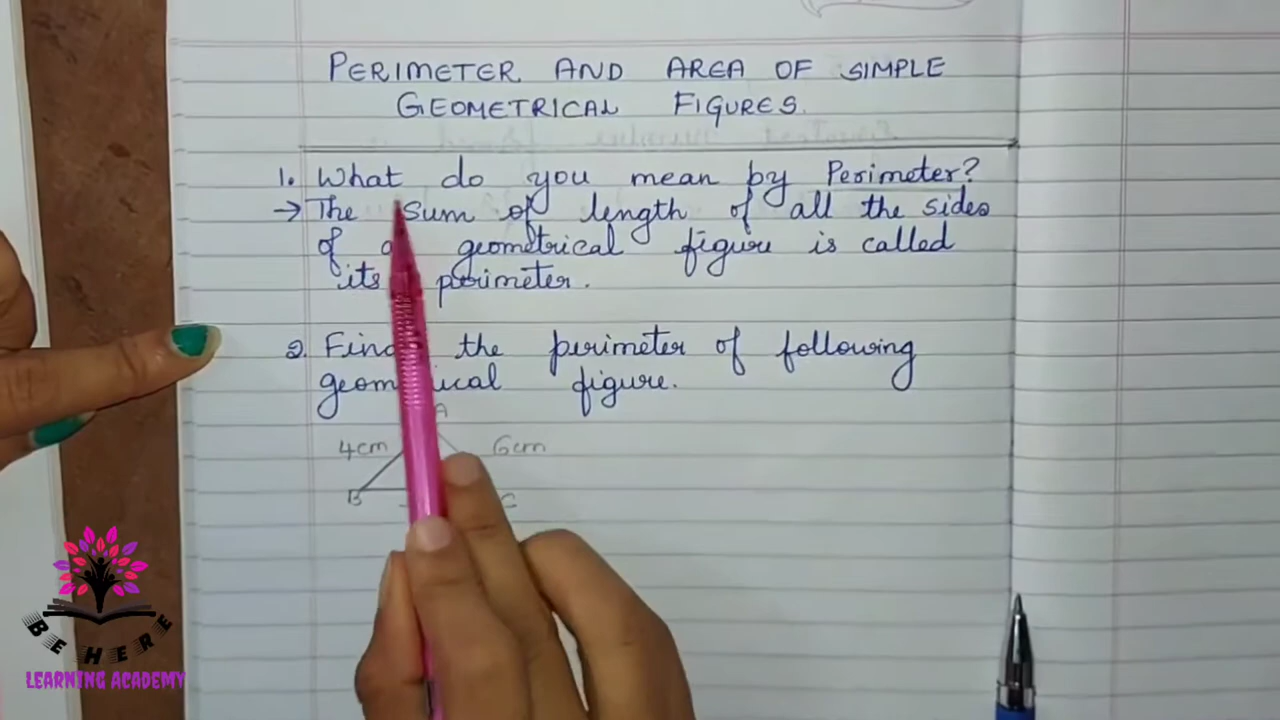 PERIMETER AND AREA OF SIMPLE
GEOMETRICAL FIGURES.
1. What do you mean by Perimeter?
→ The sum of length of all the sides
of geometrical figure is called
its perimeter.
2. Find the perimeter of following
figure.
A
4cm 6cm
B C
BE HERE
LEARNING ACADEMY